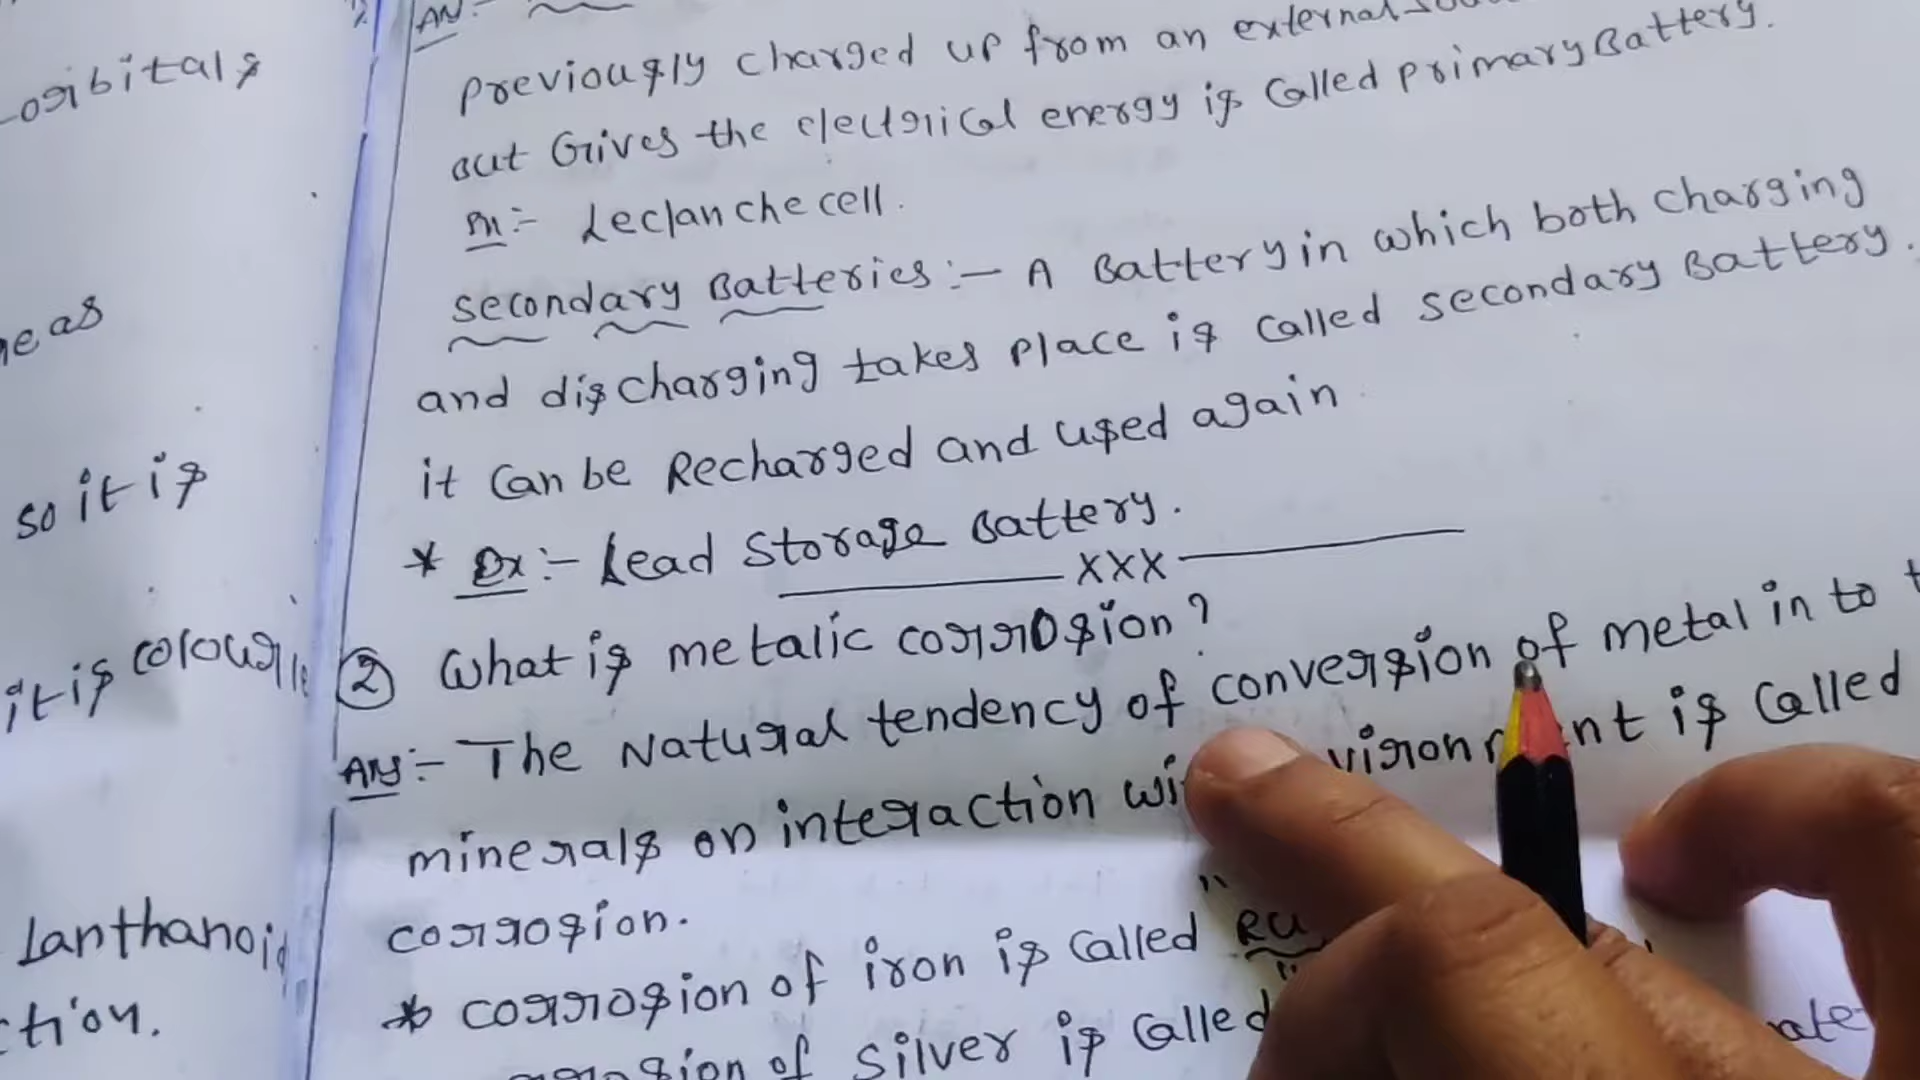 orbitals
eas
so it is
it is colour
Lanthanoid
ction.
2
AN:-
previously charged up from an external
But Gives the electrical energy is called primary Battery.
Ex:- Leclanche cell.
secondary Batteries:- A Battery in which both charging
and discharging takes place is called secondary Battery.
it can be Recharged and used again
* Ex:- Lead Storage Battery.
xxx
② What is metalic corrosion?
ANS:- The Natural tendency of conversion of metal in to
minerals on interaction is called
corrosion.
* corrosion of iron is called
of silver is called